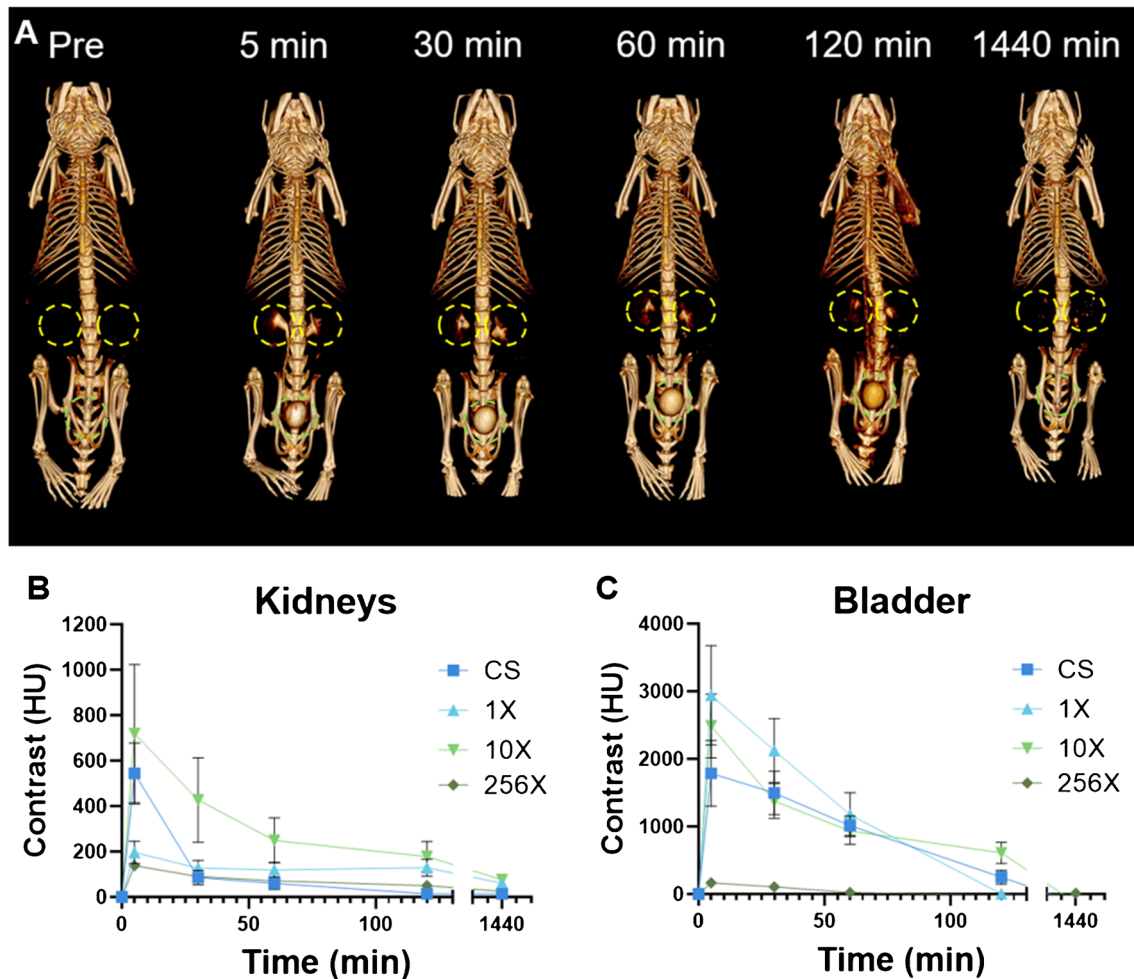 A Pre 5 min 30 min 60 min 120 min 1440 min
B Kidneys
1200
1000
800
600
400
200
0
Contrast (HU)
CS
1X
10X
256X
0 100 1440
Time (min)
C Bladder
4000
3000
2000
1000
0
Contrast (HU)
CS
1X
10X
256X
0 50 100 1440
Time (min)